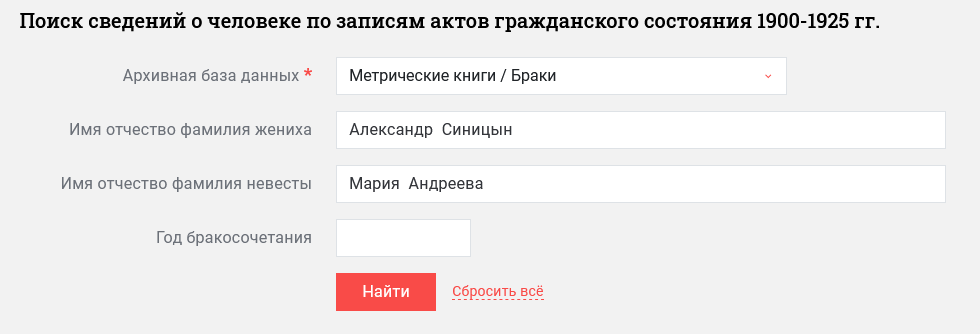 Поиск сведений о человеке по записям актов гражданского состояния 1900-1925 гг.
Архивная база данных * Метрические книги / Браки
Имя отчество фамилия жениха Александр  Синицын
Имя отчество фамилия невесты Мария  Андреева
Год бракосочетания
Найти Сбросить всё